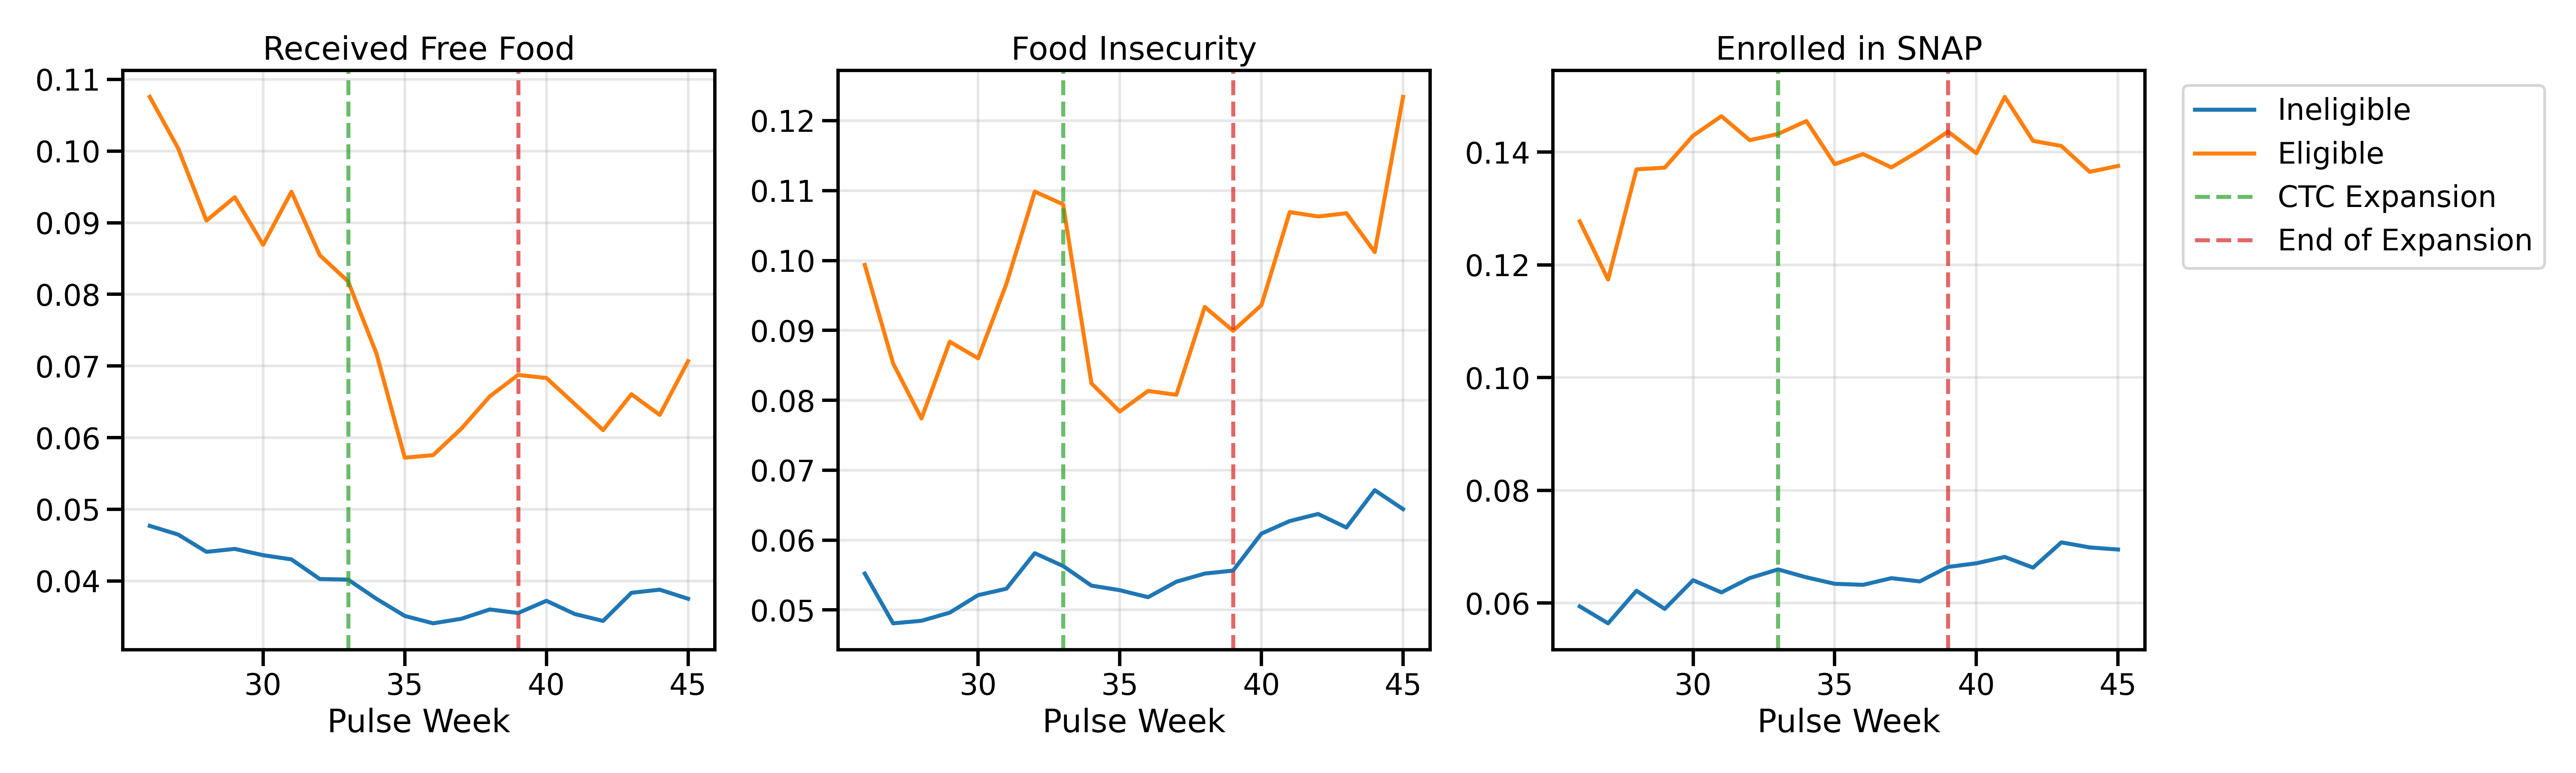 Received Free Food
0.11
0.10
0.09
0.08
0.07
0.06
0.05
0.04
30 35 40 45
Pulse Week
Food Insecurity
0.12
0.11
0.10
0.09
0.08
0.07
0.06
0.05
30 35 40 45
Pulse Week
Enrolled in SNAP
0.14
0.12
0.10
0.08
0.06
30 35 40 45
Pulse Week
Ineligible
Eligible
CTC Expansion
End of Expansion